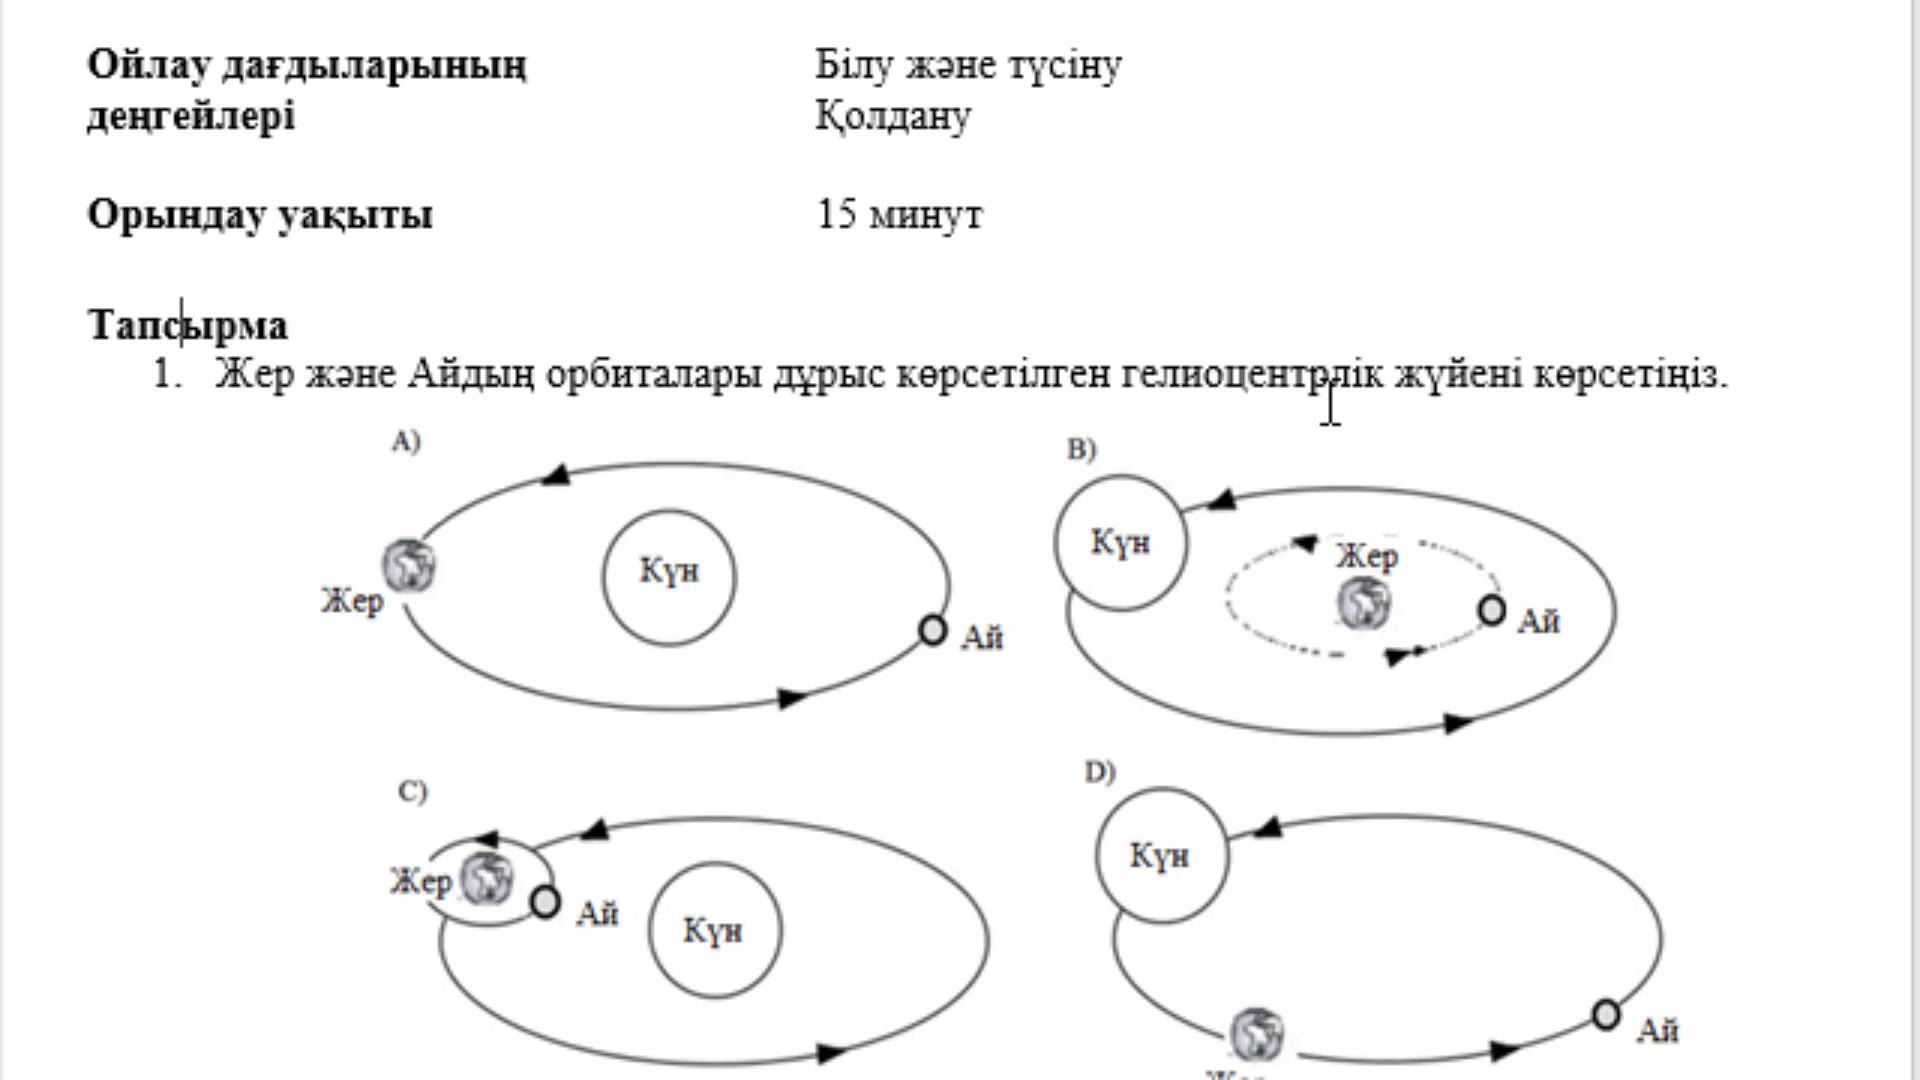 Ойлау дағдыларының Білу және түсіну
деңгейлері Қолдану
Орындау уақыты 15 минут
Тапсырма
1. Жер және Айдың орбиталары дұрыс көрсетілген гелиоцентрлік жүйені көрсетіңіз.
A)
Күн
Жер
Ай
B)
Күн
Жер
Ай
C)
Жер
Ай
Күн
D)
Күн
Ай
Жер